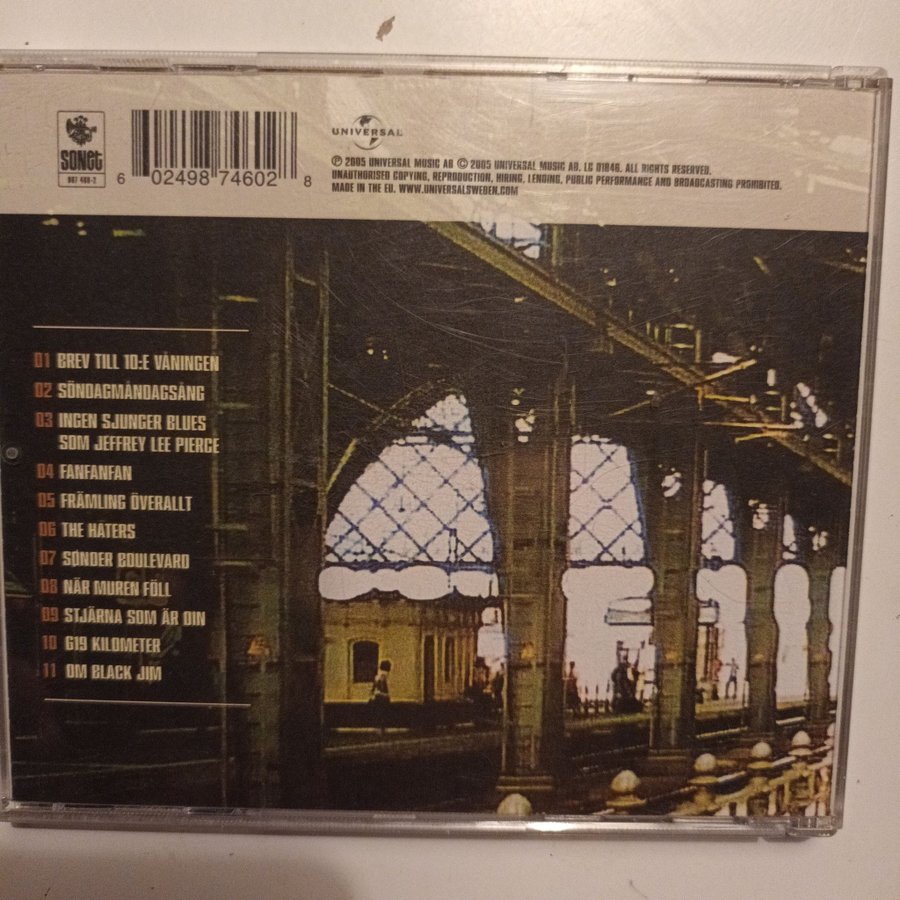 SONET
987 460-2
6 02498 74602 8
UNIVERSAL
℗ 2005 UNIVERSAL MUSIC AB © 2005 UNIVERSAL MUSIC AB. LC 01846. ALL RIGHTS RESERVED.
UNAUTHORISED COPYING, REPRODUCTION, HIRING, LENDING, PUBLIC PERFORMANCE AND BROADCASTING PROHIBITED.
MADE IN THE EU. WWW.UNIVERSALSWEDEN.COM
01 BREV TILL 10:E VÅNINGEN
02 SÖNDAGMÅNDAGSÅNG
03 INGEN SJUNGER BLUES
SOM JEFFREY LEE PIERCE
04 FANFANFAN
05 FRÄMLING ÖVERALLT
06 THE HATERS
07 SØNDER BOULEVARD
08 NÄR MUREN FÖLL
09 STJÄRNA SOM ÄR DIN
10 619 KILOMETER
11 OM BLACK JIM